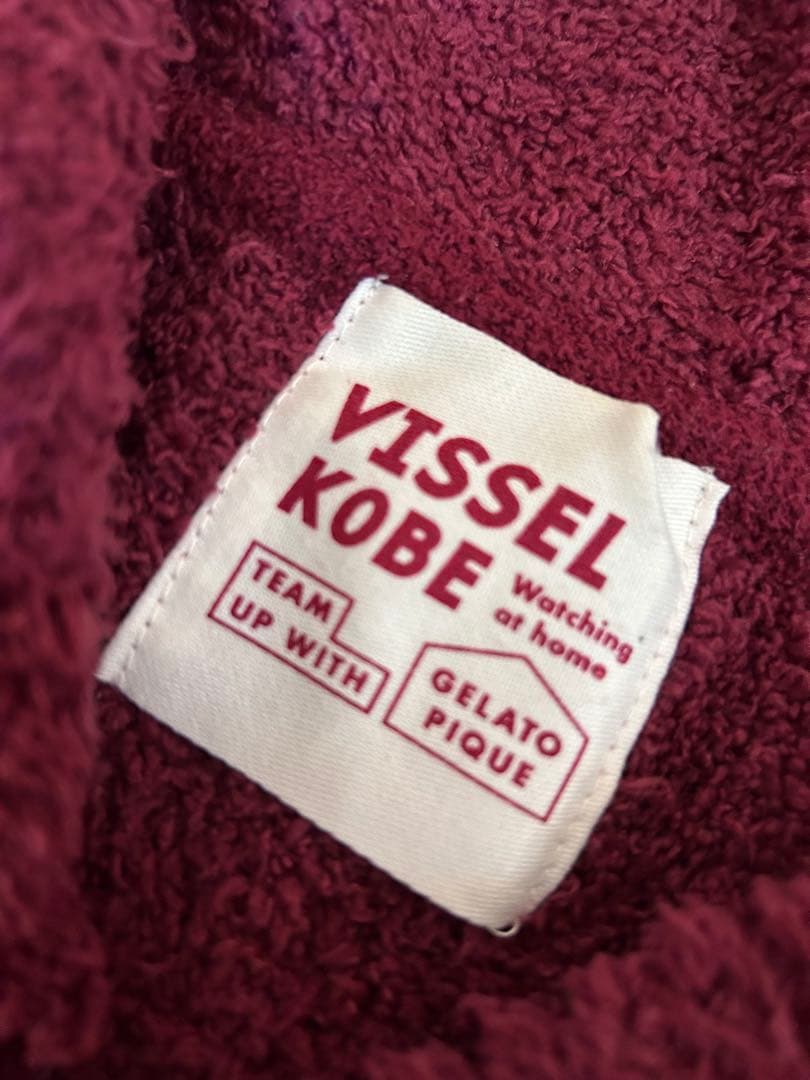 VISSEL
KOBE
Watching
at home
TEAM
UP WITH
GELATO
PIQUE